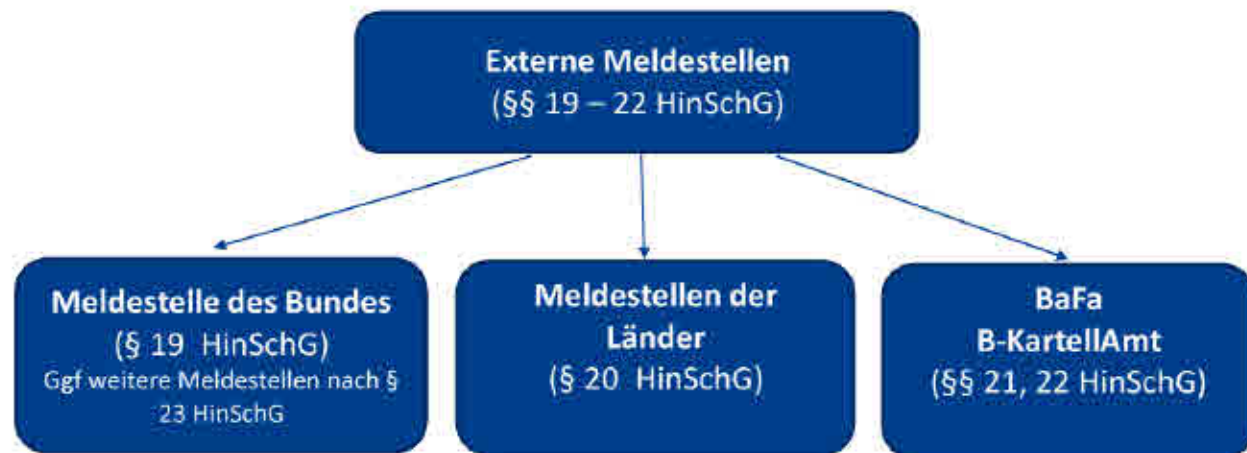 Externe Meldestellen
(§§ 19 – 22 HinSchG)
Meldestelle des Bundes
(§ 19 HinSchG)
Ggf weitere Meldestellen nach §
23 HinSchG
Meldestellen der
Länder
(§ 20 HinSchG)
BaFa
B-KartellAmt
(§§ 21, 22 HinSchG)